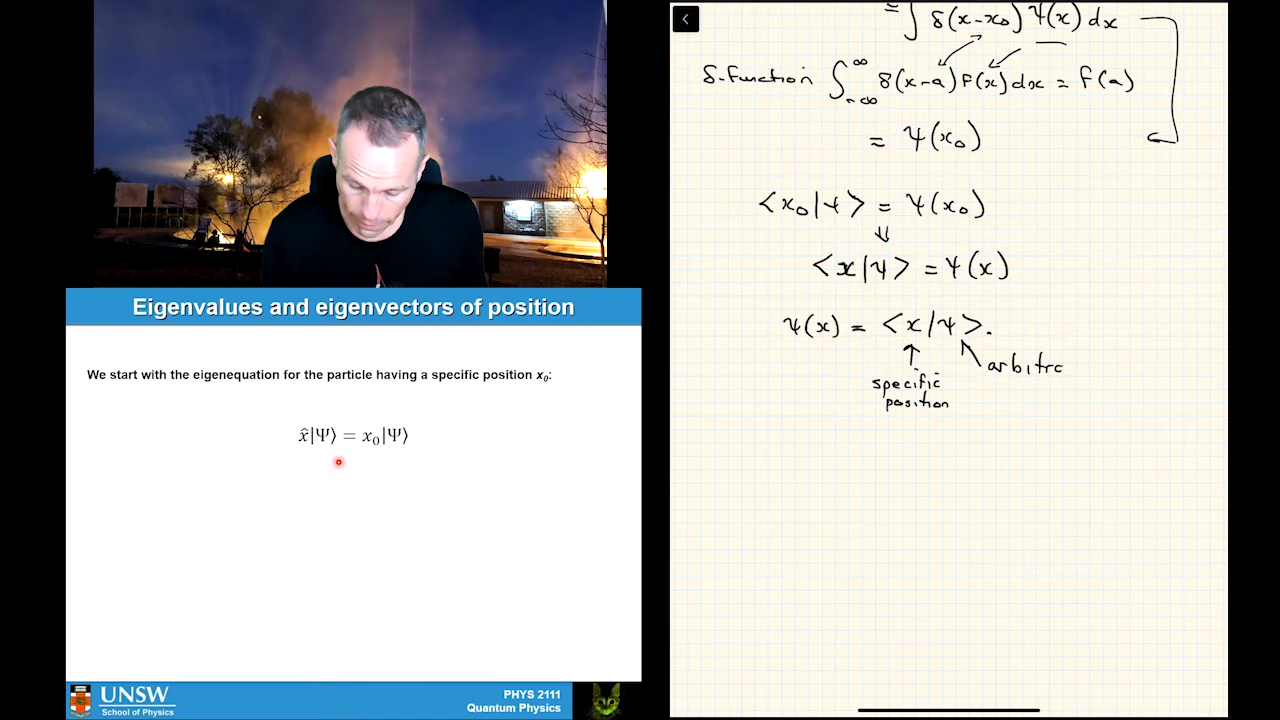 Eigenvalues and eigenvectors of position
We start with the eigenequation for the particle having a specific position x₀:
x̂|Ψ⟩ = x₀|Ψ⟩
UNSW
School of Physics
PHYS 2111
Quantum Physics
= ∫ δ(x-x₀) Ψ(x) dx
δ-function ∫₋∞^∞ δ(x-a) f(x) dx = f(a)
= Ψ(x₀)
<x₀|Ψ> = Ψ(x₀)
⇓
<x|Ψ> = Ψ(x)
Ψ(x) = <x|Ψ>.
↑ ↖ arbitra
specific
position